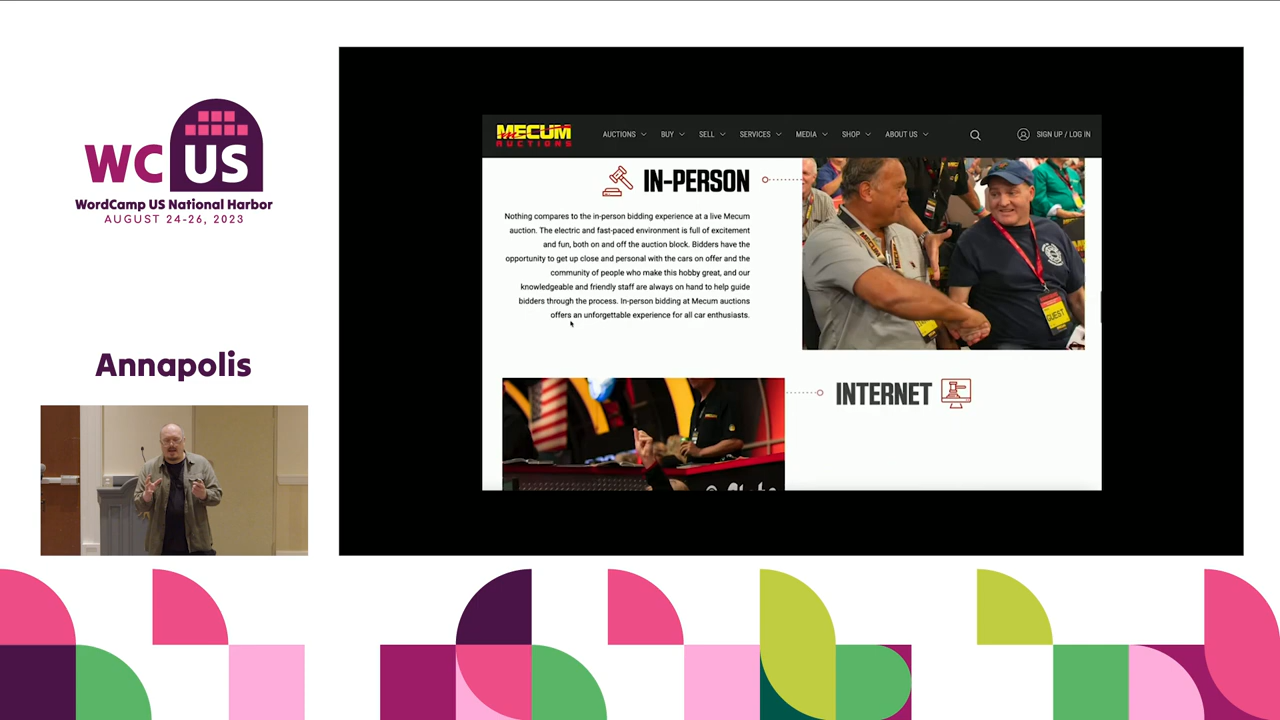 WC US
WordCamp US National Harbor
AUGUST 24-26, 2023
Annapolis
MECUM
AUCTIONS
AUCTIONS
BUY
SELL
SERVICES
MEDIA
SHOP
ABOUT US
SIGN UP / LOG IN
IN-PERSON
Nothing compares to the in-person bidding experience at a live Mecum
auction. The electric and fast-paced environment is full of excitement
and fun, both on and off the auction block. Bidders have the
opportunity to get up close and personal with the cars on offer and the
community of people who make this hobby great, and our
knowledgeable and friendly staff are always on hand to help guide
bidders through the process. In-person bidding at Mecum auctions
offers an unforgettable experience for all car enthusiasts.
GUEST
MECUM
INTERNET